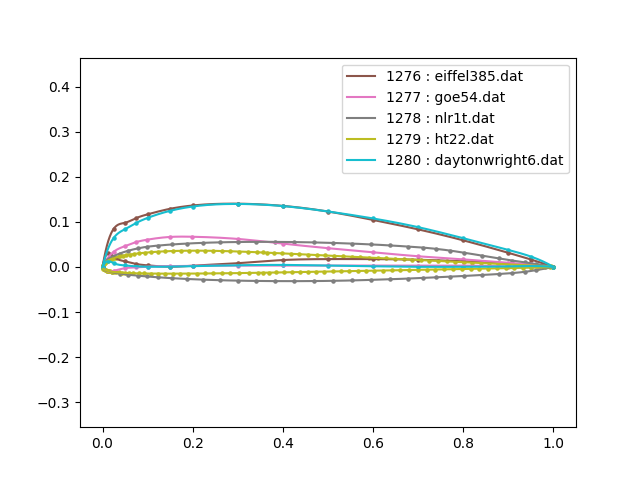 1276 : eiffel385.dat
1277 : goe54.dat
1278 : nlr1t.dat
1279 : ht22.dat
1280 : daytonwright6.dat
0.4
0.3
0.2
0.1
0.0
−0.1
−0.2
−0.3
0.0 0.2 0.4 0.6 0.8 1.0